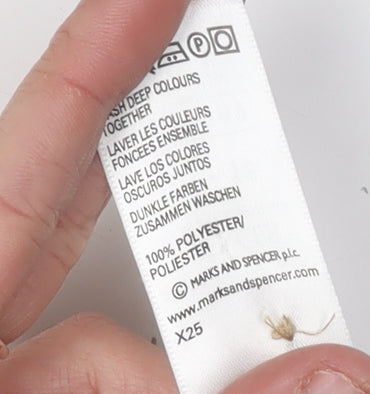 P
ASH DEEP COLOURS
TOGETHER
LAVER LES COULEURS
FONCEES ENSEMBLE
LAVE LOS COLORES
OSCUROS JUNTOS
DUNKLE FARBEN
ZUSAMMEN WASCHEN
100% POLYESTER/
POLIESTER
© MARKS AND SPENCER p.l.c.
www.marksandspencer.com
X25